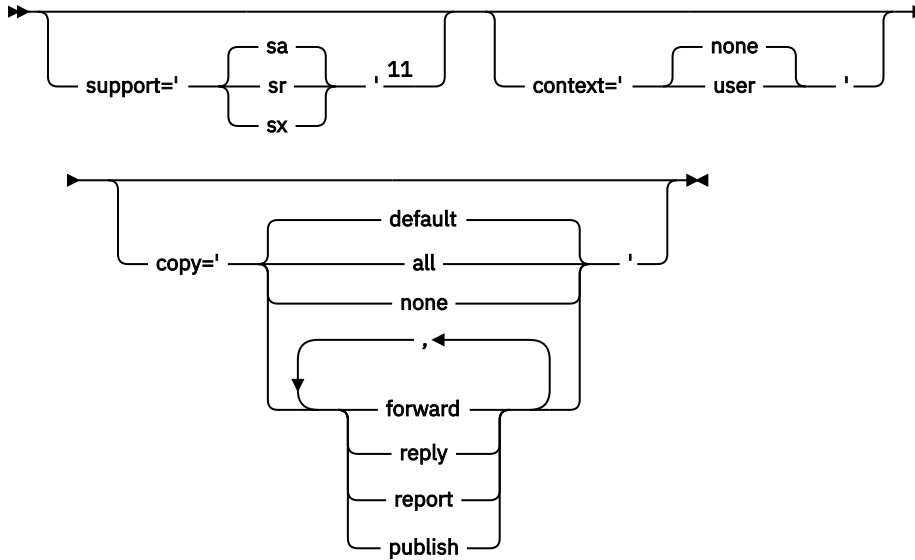 sa
support=' sr ' 11
sx
none
context=' user '
default
copy=' all '
none
,
forward
reply
report
publish